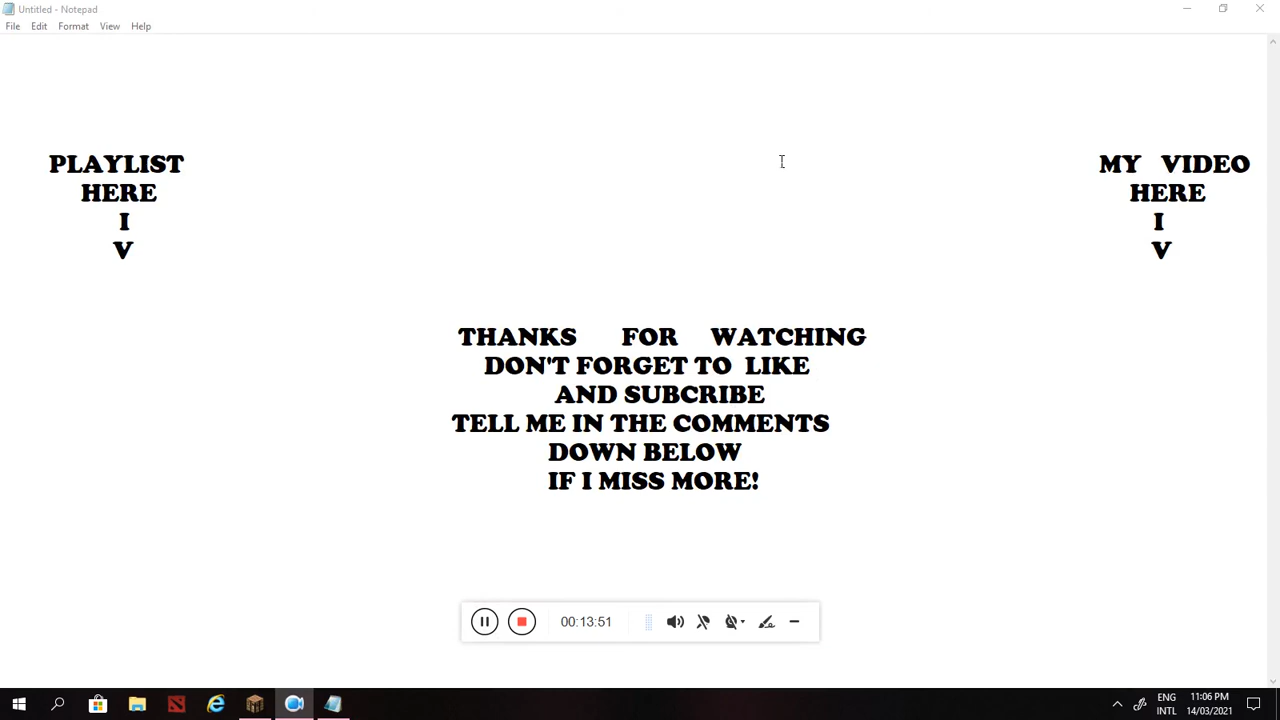 Untitled - Notepad
File Edit Format View Help
PLAYLIST
HERE
I
V
MY VIDEO
HERE
I
V
THANKS FOR WATCHING
DON'T FORGET TO LIKE
AND SUBCRIBE
TELL ME IN THE COMMENTS
DOWN BELOW
IF I MISS MORE!
00:13:51
ENG
INTL
11:06 PM
14/03/2021